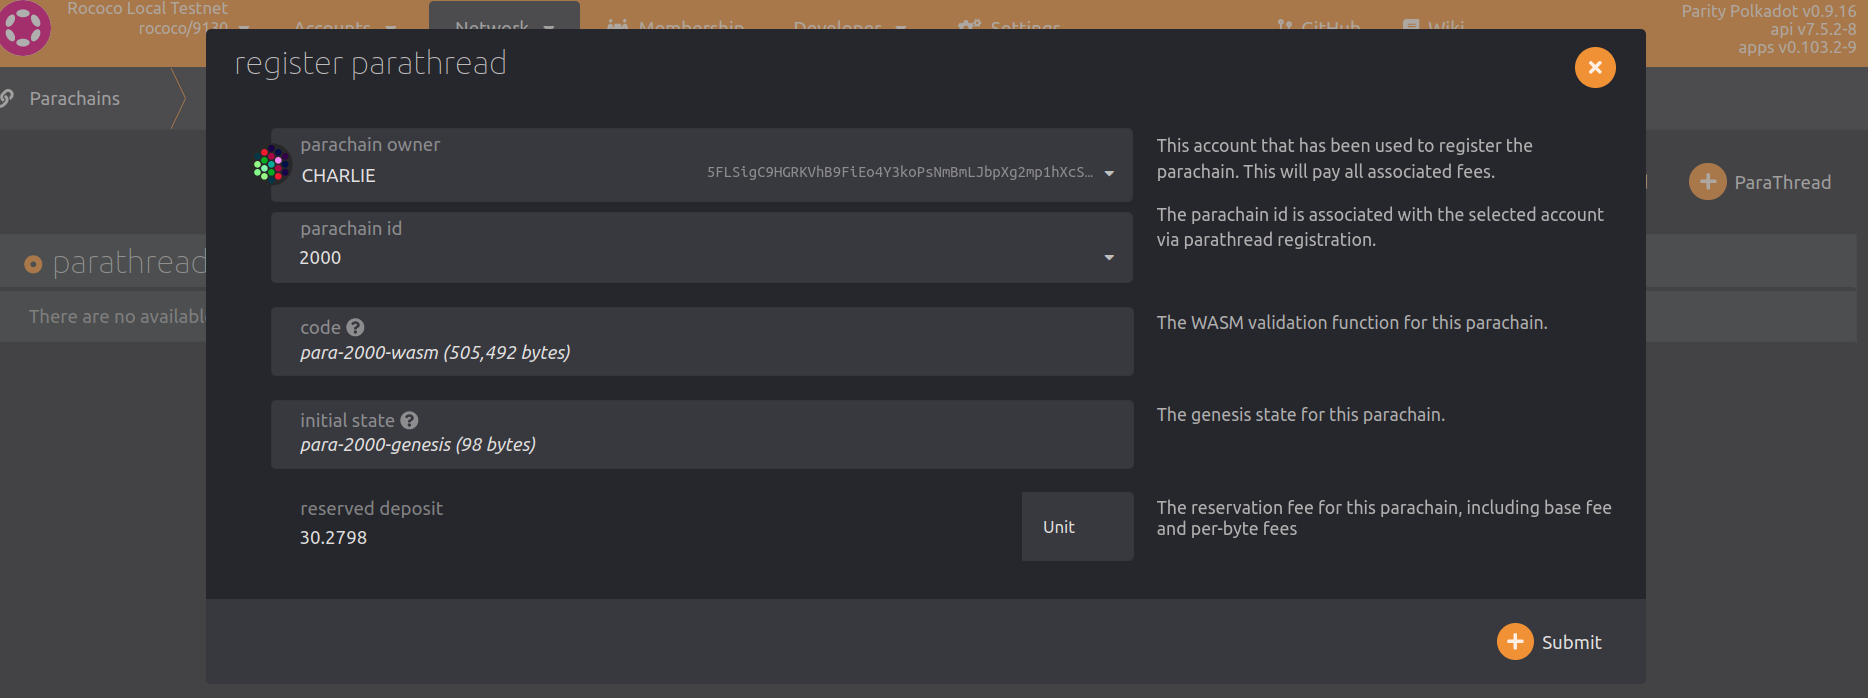 Rococo Local Testnet
rococo/9130
Accounts
Network
Membership
Developer
Settings
GitHub
Wiki
Parity Polkadot v0.9.16
api v7.5.2-8
apps v0.103.2-9
Parachains
register parathread
parachain owner
CHARLIE
5FLSigC9HGRKVhB9FiEo4Y3koPsNmBmLJbpXg2mp1hXcS…
This account that has been used to register the
parachain. This will pay all associated fees.
ParaThread
parachain id
2000
The parachain id is associated with the selected account
via parathread registration.
parathread
There are no availabl
code
para-2000-wasm (505,492 bytes)
The WASM validation function for this parachain.
initial state
para-2000-genesis (98 bytes)
The genesis state for this parachain.
reserved deposit
30.2798
Unit
The reservation fee for this parachain, including base fee
and per-byte fees
Submit